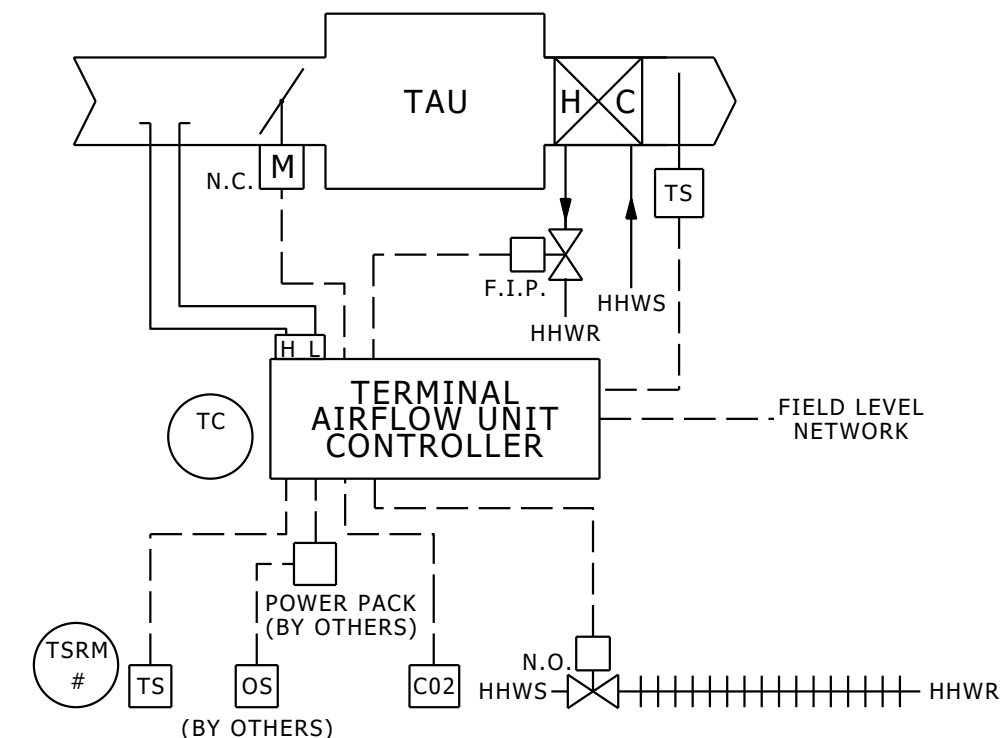 TAU
H C
M
N.C.
TS
F.I.P.
HHWS
HHWR
H L
TERMINAL
AIRFLOW UNIT
CONTROLLER
TC
FIELD LEVEL
NETWORK
POWER PACK
(BY OTHERS)
TSRM
#
TS
OS
(BY OTHERS)
C02
N.O.
HHWS
HHWR